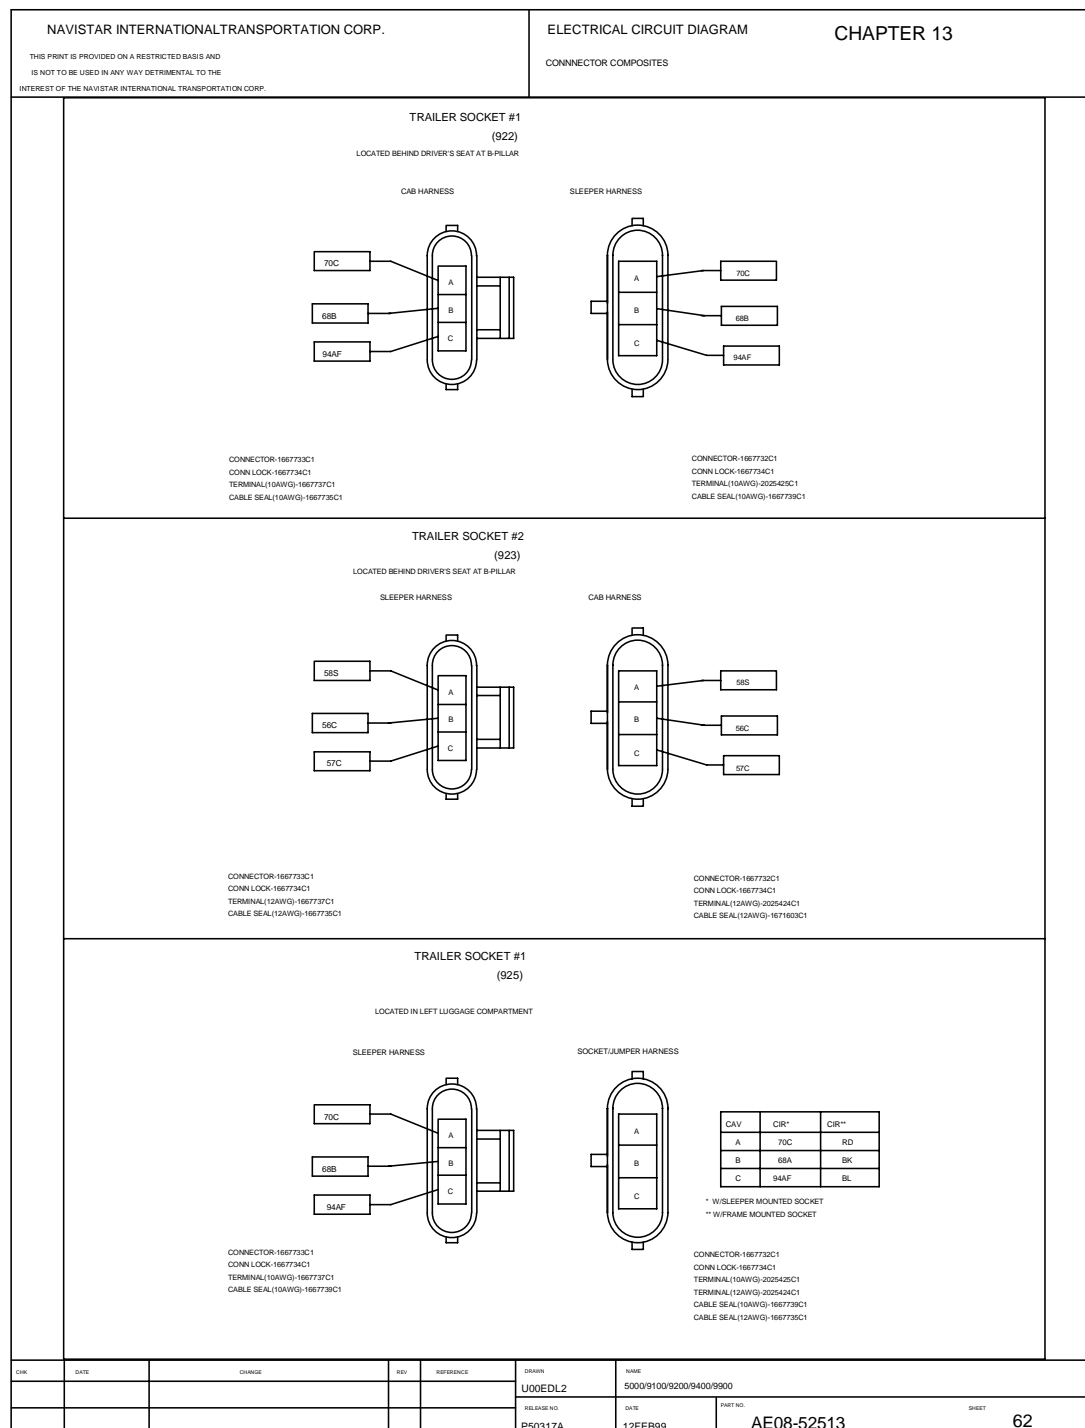 NAVISTAR INTERNATIONALTRANSPORTATION CORP.
THIS PRINT IS PROVIDED ON A RESTRICTED BASIS AND
IS NOT TO BE USED IN ANY WAY DETRIMENTAL TO THE
INTEREST OF THE NAVISTAR INTERNATIONAL TRANSPORTATION CORP.
ELECTRICAL CIRCUIT DIAGRAM
CHAPTER 13
CONNNECTOR COMPOSITES
TRAILER SOCKET #1
(922)
LOCATED BEHIND DRIVER'S SEAT AT B-PILLAR
CAB HARNESS
SLEEPER HARNESS
70C
A
A
70C
68B
B
B
68B
94AF
C
C
94AF
CONNECTOR-1667733C1
CONN LOCK-1667734C1
TERMINAL(10AWG)-1667737C1
CABLE SEAL(10AWG)-1667735C1
CONNECTOR-1667732C1
CONN LOCK-1667734C1
TERMINAL(10AWG)-2025425C1
CABLE SEAL(10AWG)-1667739C1
TRAILER SOCKET #2
(923)
LOCATED BEHIND DRIVER'S SEAT AT B-PILLAR
SLEEPER HARNESS
CAB HARNESS
58S
A
A
58S
56C
B
B
56C
57C
C
C
57C
CONNECTOR-1667733C1
CONN LOCK-1667734C1
TERMINAL(12AWG)-1667737C1
CABLE SEAL(12AWG)-1667735C1
CONNECTOR-1667732C1
CONN LOCK-1667734C1
TERMINAL(12AWG)-2025424C1
CABLE SEAL(12AWG)-1671603C1
TRAILER SOCKET #1
(925)
LOCATED IN LEFT LUGGAGE COMPARTMENT
SLEEPER HARNESS
SOCKET/JUMPER HARNESS
70C
A
A
68B
B
B
94AF
C
C
CAV CIR* CIR**
A 70C RD
B 68A BK
C 94AF BL
* W/SLEEPER MOUNTED SOCKET
** W/FRAME MOUNTED SOCKET
CONNECTOR-1667733C1
CONN LOCK-1667734C1
TERMINAL(10AWG)-1667737C1
CABLE SEAL(10AWG)-1667739C1
CONNECTOR-1667732C1
CONN LOCK-1667734C1
TERMINAL(10AWG)-2025425C1
TERMINAL(12AWG)-2025424C1
CABLE SEAL(10AWG)-1667739C1
CABLE SEAL(12AWG)-1667735C1
CHK DATE CHANGE REV REFERENCE
DRAWN
U00EDL2
NAME
5000/9100/9200/9400/9900
RELEASE NO.
P50317A
DATE
12FEB99
PART NO.
AE08-52513
SHEET
62